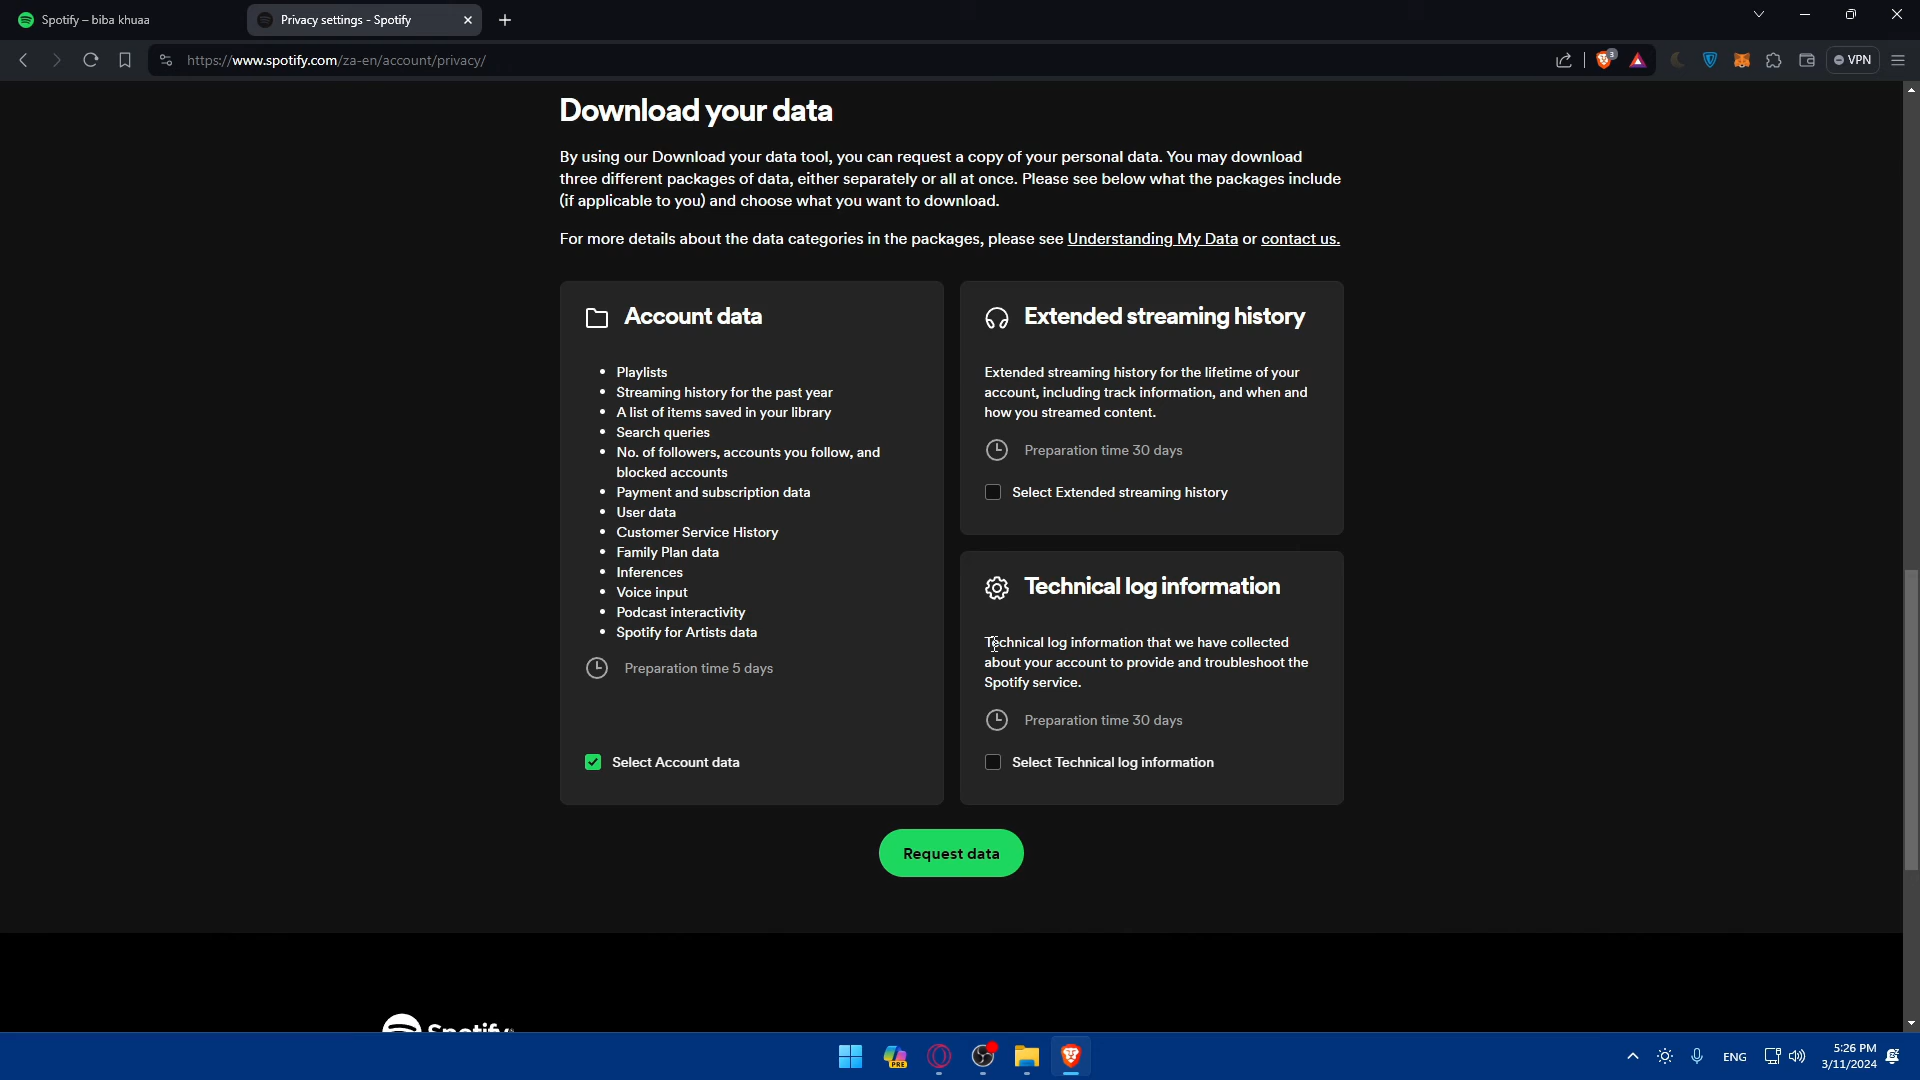 Spotify – biba khuaa
Privacy settings - Spotify
https://www.spotify.com/za-en/account/privacy/
3
VPN
Download your data
By using our Download your data tool, you can request a copy of your personal data. You may download
three different packages of data, either separately or all at once. Please see below what the packages include
(if applicable to you) and choose what you want to download.
For more details about the data categories in the packages, please see Understanding My Data or contact us.
Account data
• Playlists
• Streaming history for the past year
• A list of items saved in your library
• Search queries
• No. of followers, accounts you follow, and
blocked accounts
• Payment and subscription data
• User data
• Customer Service History
• Family Plan data
• Inferences
• Voice input
• Podcast interactivity
• Spotify for Artists data
Preparation time 5 days
Select Account data
Extended streaming history
Extended streaming history for the lifetime of your
account, including track information, and when and
how you streamed content.
Preparation time 30 days
Select Extended streaming history
Technical log information
Technical log information that we have collected
about your account to provide and troubleshoot the
Spotify service.
Preparation time 30 days
Select Technical log information
Request data
Spotify
PRE
ENG
5:26 PM
3/11/2024